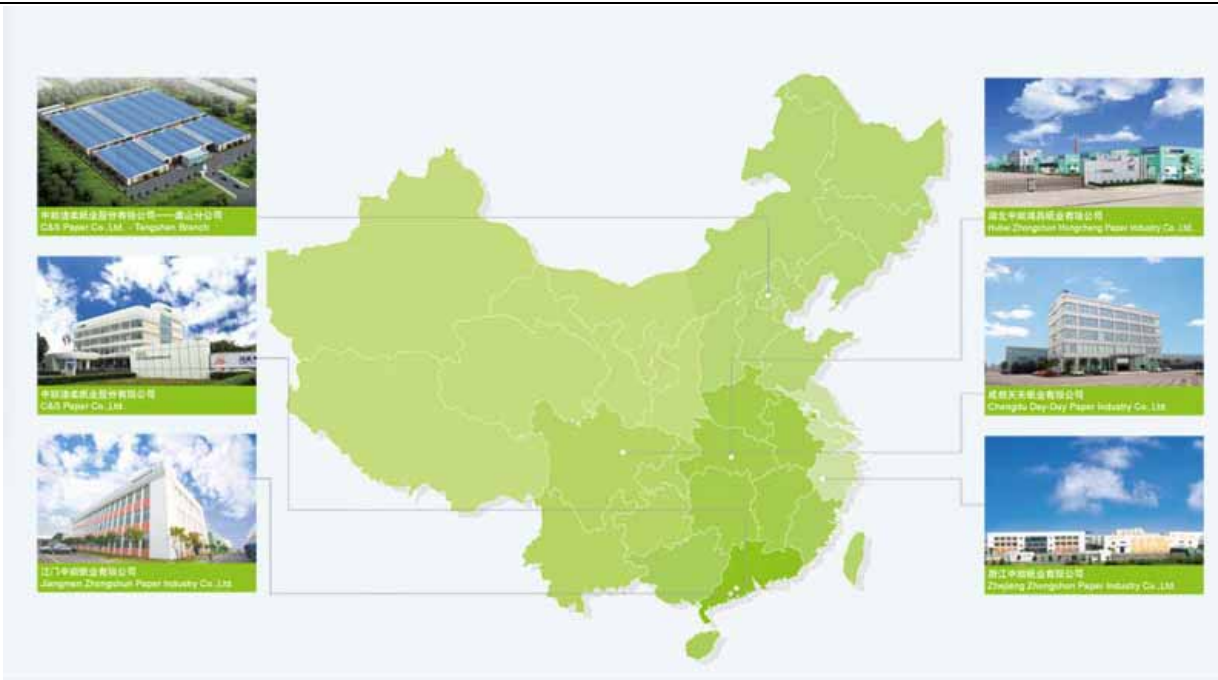 中顺洁柔纸业股份有限公司——唐山分公司
C&S Paper Co.,Ltd. - Tangshan Branch
中顺洁柔纸业股份有限公司
C&S Paper Co.,Ltd.
江门中顺纸业有限公司
Jiangmen Zhongshun Paper Industry Co.,Ltd.
湖北中顺鸿昌纸业有限公司
Hubei Zhongshun Hongchang Paper Industry Co.,Ltd.
成都天天纸业有限公司
Chengdu Day-Day Paper Industry Co.,Ltd.
浙江中顺纸业有限公司
Zhejiang Zhongshun Paper Industry Co.,Ltd.